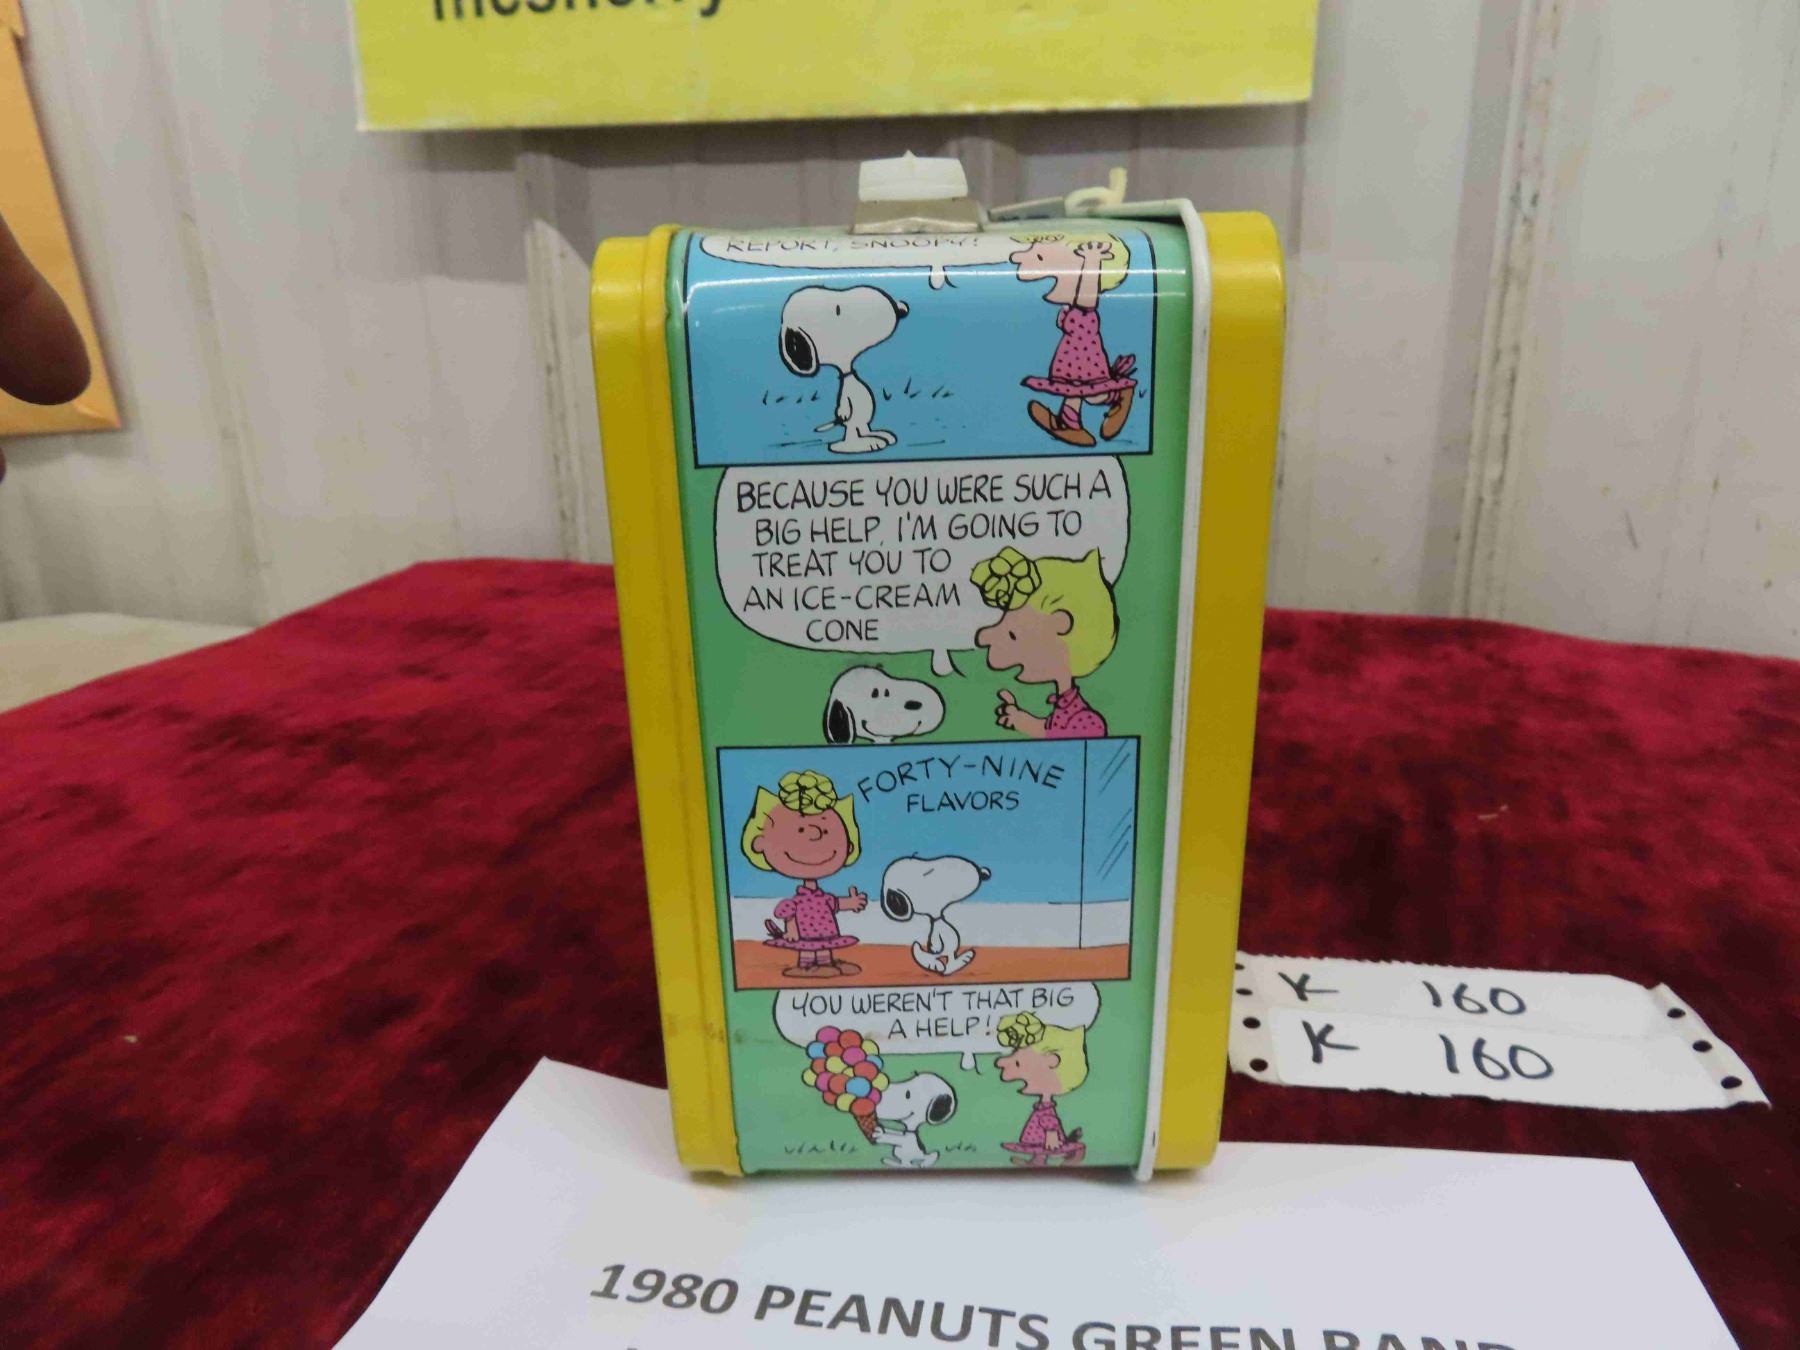 REPORT, SNOOPY!
BECAUSE YOU WERE SUCH A
BIG HELP, I'M GOING TO
TREAT YOU TO
AN ICE-CREAM
CONE
FORTY-NINE
FLAVORS
YOU WEREN'T THAT BIG
A HELP!
K 160
K 160
1980 PEANUTS GREEN BAND